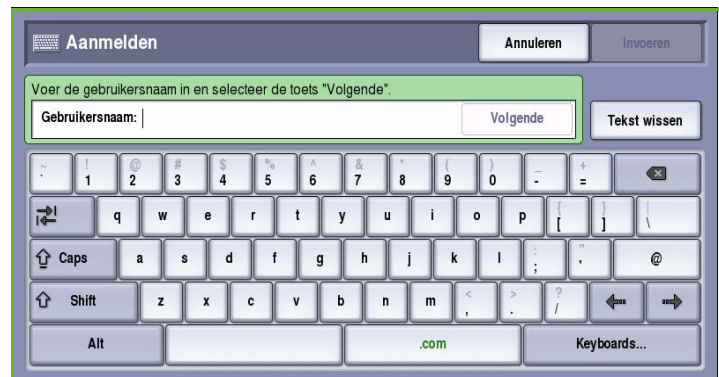 Aanmelden Annuleren Invoeren
Voer de gebruikersnaam in en selecteer de toets "Volgende".
Gebruikersnaam: Volgende Tekst wissen
~ ` ! 1 @ 2 # 3 $ 4 % 5 ^ 6 & 7 * 8 ( 9 ) 0 _ - + =
q w e r t y u i o p { [ } ] | \
Caps a s d f g h j k l : ; " ' @
Shift z x c v b n m < , > . ? /
Alt .com Keyboards...